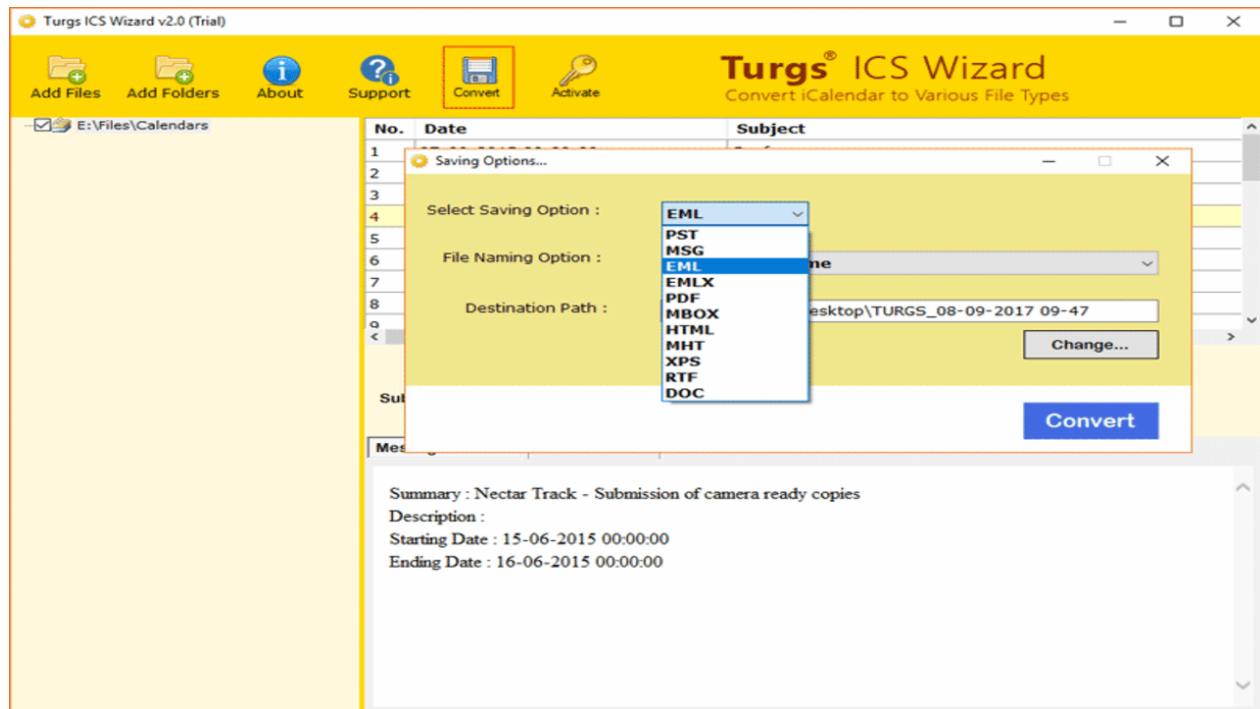 Turgs ICS Wizard v2.0 (Trial)
Add Files Add Folders About Support Convert Activate
Turgs® ICS Wizard
Convert iCalendar to Various File Types
E:\Files\Calendars
No. Date Subject
1
2
3
4
5
6
7
8
Saving Options...
Select Saving Option : EML
PST
MSG
EML
EMLX
PDF
MBOX
HTML
MHT
XPS
RTF
DOC
File Naming Option :
Destination Path : esktop\TURGS_08-09-2017 09-47
Change...
Convert
Summary : Nectar Track - Submission of camera ready copies
Description :
Starting Date : 15-06-2015 00:00:00
Ending Date : 16-06-2015 00:00:00